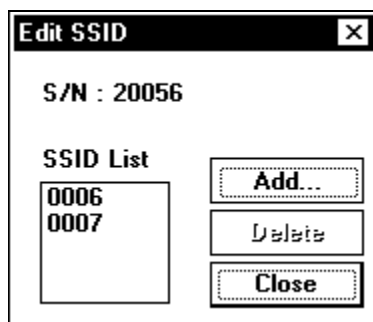 Edit SSID
S/N : 20056
SSID List
0006
0007
Add...
Delete
Close